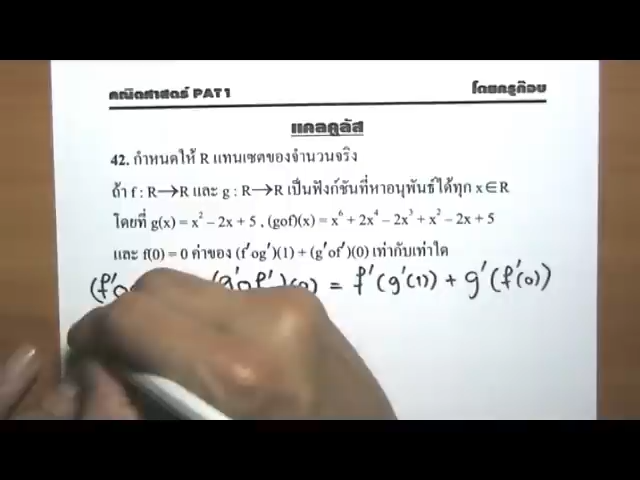 คณิตศาสตร์ PAT1 โดยครูก๊อบ
แคลคูลัส
42. กำหนดให้ R แทนเซตของจำนวนจริง
ถ้า f : R→R และ g : R→R เป็นฟังก์ชันที่หาอนุพันธ์ได้ทุก x∈R
โดยที่ g(x) = x² – 2x + 5 , (gof)(x) = x⁶ + 2x⁴ – 2x³ + x² – 2x + 5
และ f(0) = 0 ค่าของ (f′og′)(1) + (g′of′)(0) เท่ากับเท่าใด
(g′of′)(0) = f′(g′(1)) + g′(f′(0))